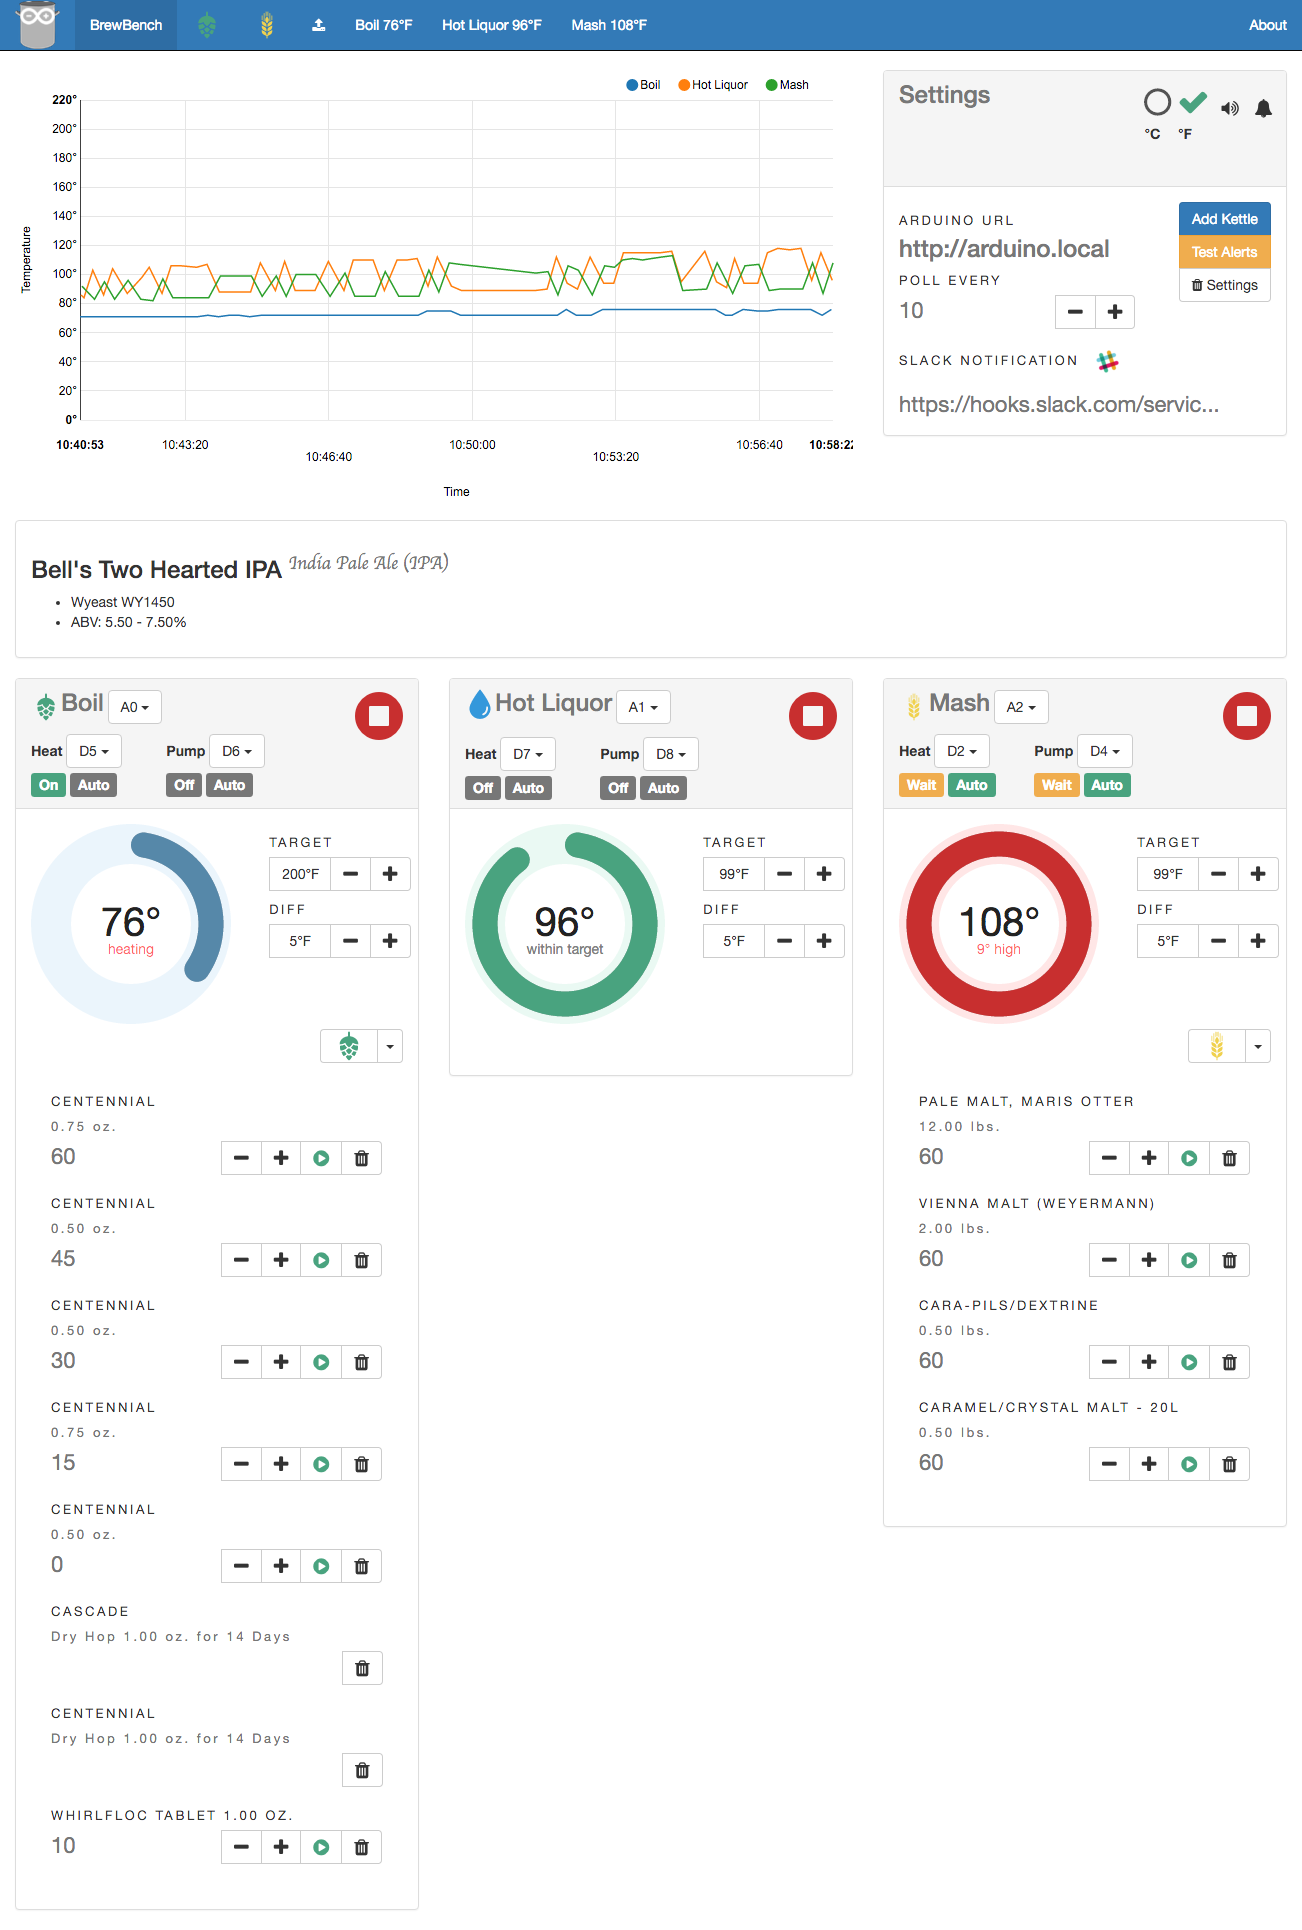 BrewBench Boil 76°F Hot Liquor 96°F Mash 108°F About
Boil Hot Liquor Mash
220°
200°
180°
160°
140°
120°
100°
80°
60°
40°
20°
0°
Temperature
10:40:53 10:43:20 10:46:40 10:50:00 10:53:20 10:56:40 10:58:22
Time
Settings
°C °F
ARDUINO URL
http://arduino.local
POLL EVERY
10
Add Kettle
Test Alerts
Settings
SLACK NOTIFICATION
https://hooks.slack.com/servic...
Bell's Two Hearted IPA India Pale Ale (IPA)
• Wyeast WY1450
• ABV: 5.50 - 7.50%
Boil A0
Heat D5 Pump D6
On Auto Off Auto
76°
heating
TARGET
200°F
DIFF
5°F
CENTENNIAL
0.75 oz.
60
CENTENNIAL
0.50 oz.
45
CENTENNIAL
0.50 oz.
30
CENTENNIAL
0.75 oz.
15
CENTENNIAL
0.50 oz.
0
CASCADE
Dry Hop 1.00 oz. for 14 Days
CENTENNIAL
Dry Hop 1.00 oz. for 14 Days
WHIRLFLOC TABLET 1.00 OZ.
10
Hot Liquor A1
Heat D7 Pump D8
Off Auto Off Auto
96°
within target
TARGET
99°F
DIFF
5°F
Mash A2
Heat D2 Pump D4
Wait Auto Wait Auto
108°
9° high
TARGET
99°F
DIFF
5°F
PALE MALT, MARIS OTTER
12.00 lbs.
60
VIENNA MALT (WEYERMANN)
2.00 lbs.
60
CARA-PILS/DEXTRINE
0.50 lbs.
60
CARAMEL/CRYSTAL MALT - 20L
0.50 lbs.
60